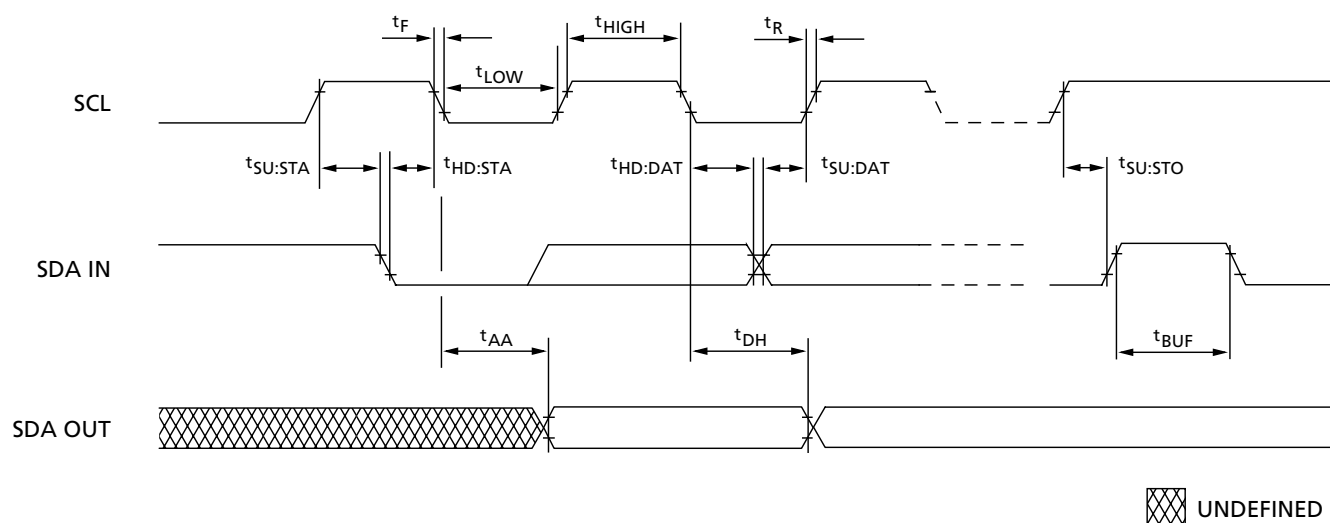 tF
tHIGH
tR
tLOW
SCL
tSU:STA
tHD:STA
tHD:DAT
tSU:DAT
tSU:STO
SDA IN
tAA
tDH
tBUF
SDA OUT
UNDEFINED